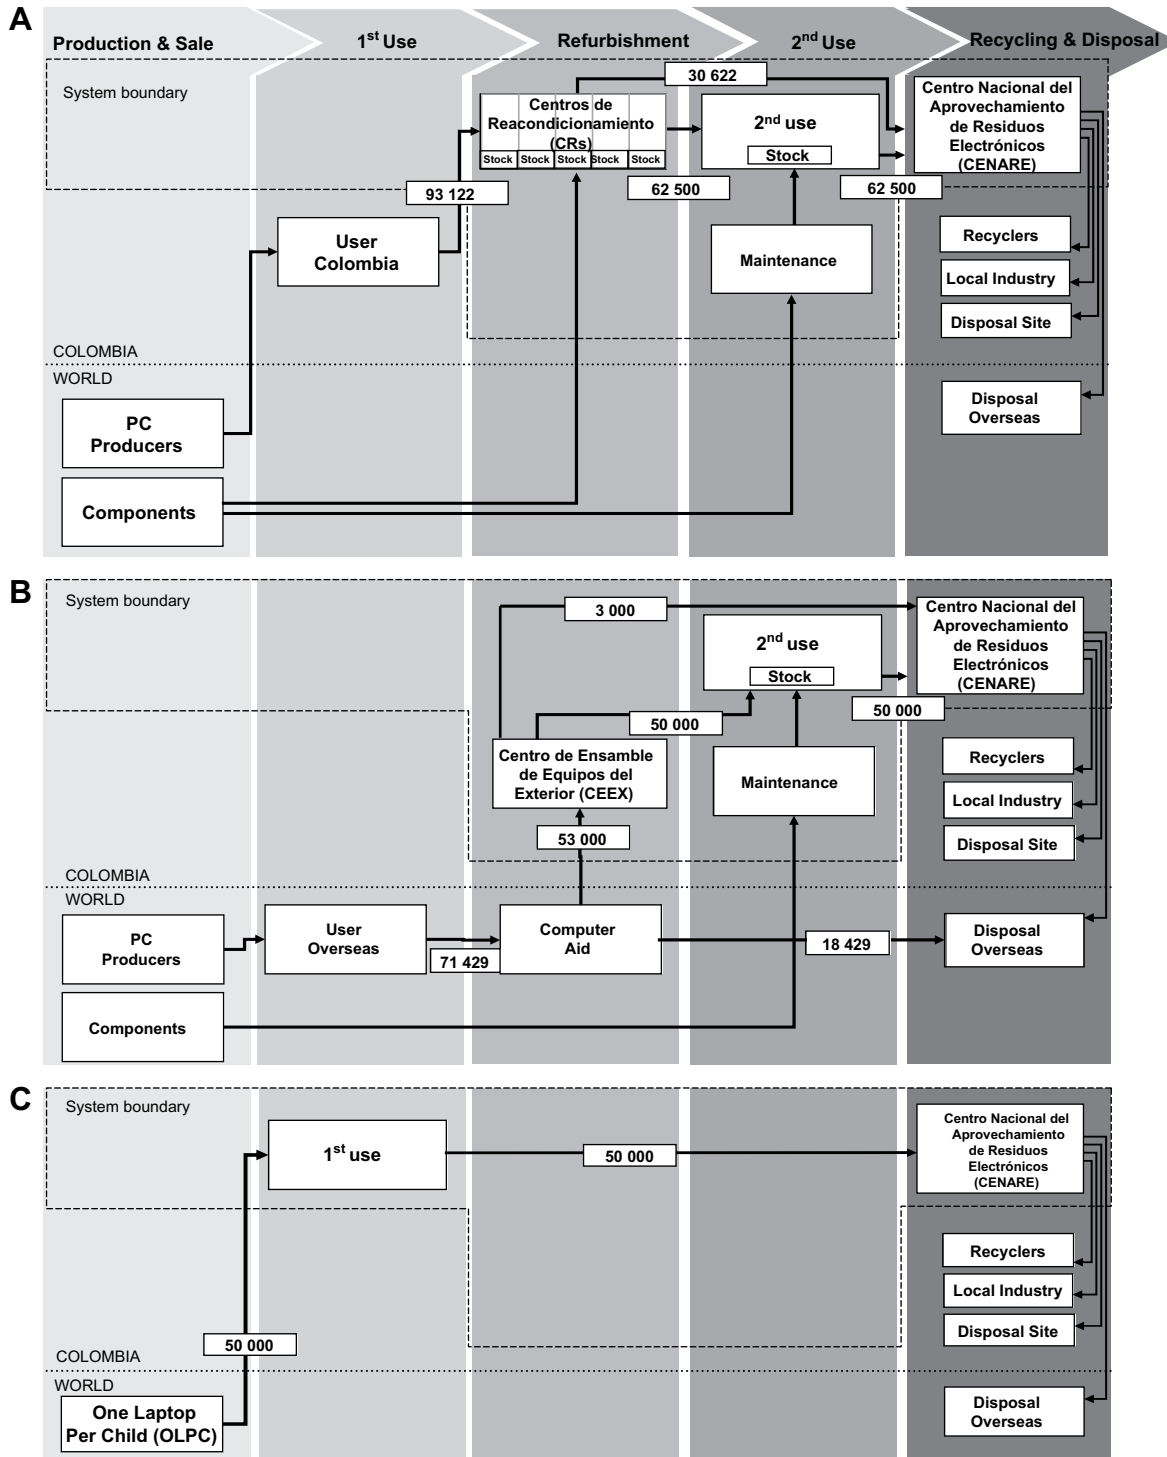 A
Production & Sale
1st Use
Refurbishment
2nd Use
Recycling & Disposal
System boundary
30 622
Centros de
Reacondicionamiento
(CRs)
Stock
Stock
Stock
Stock
Stock
2nd use
Stock
Centro Nacional del
Aprovechamiento
de Residuos
Electrónicos
(CENARE)
93 122
62 500
62 500
User
Colombia
Maintenance
Recyclers
Local Industry
Disposal Site
COLOMBIA
WORLD
PC
Producers
Disposal
Overseas
Components
B
System boundary
3 000
2nd use
Stock
Centro Nacional del
Aprovechamiento
de Residuos
Electrónicos
(CENARE)
50 000
50 000
Centro de Ensamble
de Equipos del
Exterior (CEEX)
Maintenance
Recyclers
Local Industry
53 000
Disposal Site
COLOMBIA
WORLD
PC
Producers
User
Overseas
71 429
Computer
Aid
18 429
Disposal
Overseas
Components
C
System boundary
1st use
50 000
Centro Nacional del
Aprovechamiento
de Residuos
Electrónicos
(CENARE)
Recyclers
Local Industry
Disposal Site
50 000
COLOMBIA
WORLD
One Laptop
Per Child (OLPC)
Disposal
Overseas